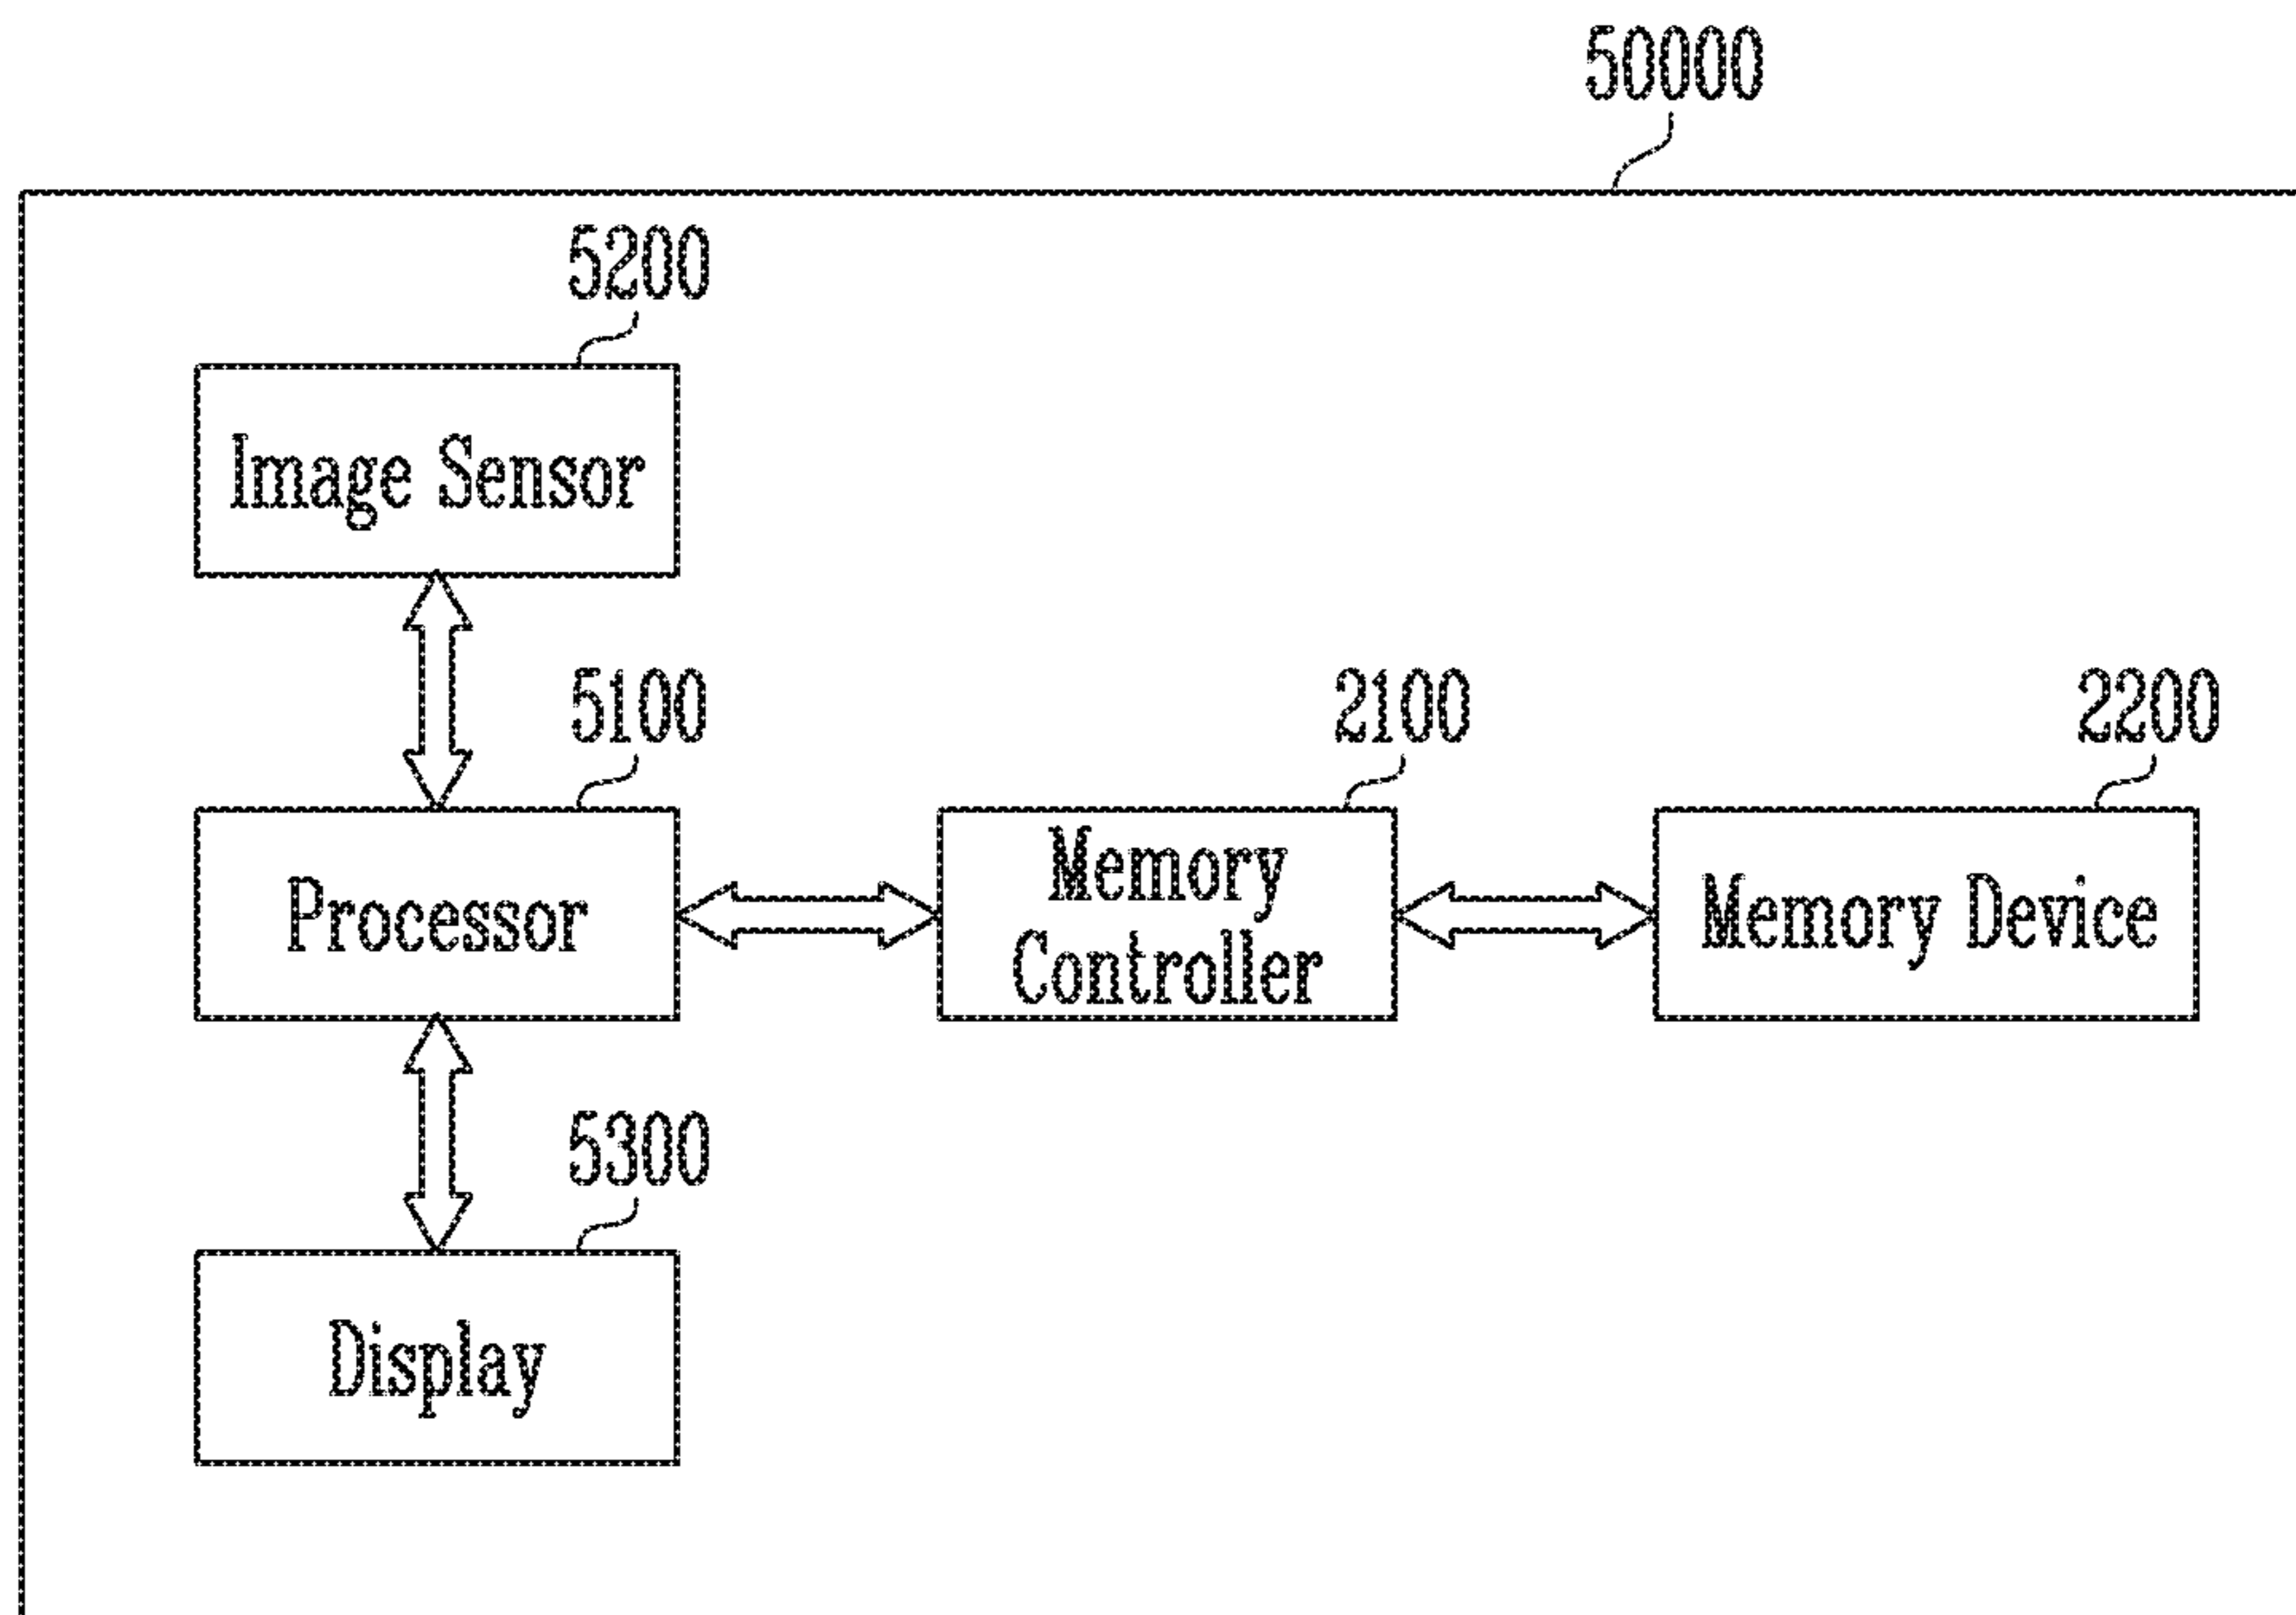 50000
5200
Image Sensor
5100
2100
2200
Processor
Memory
Controller
Memory Device
5300
Display